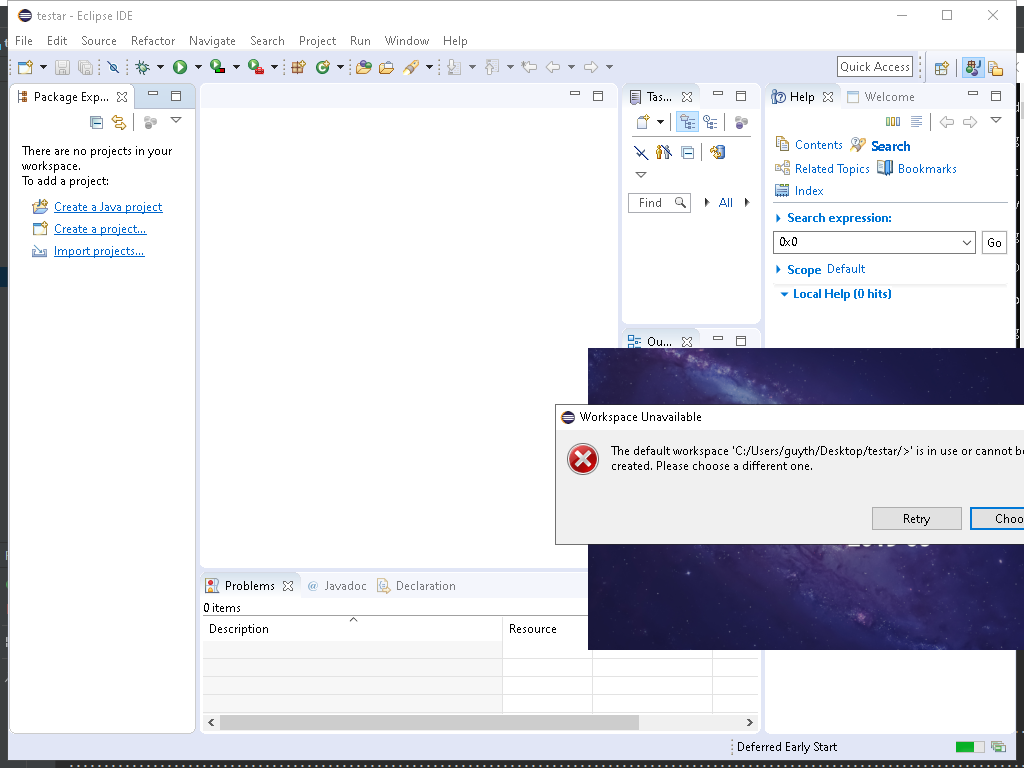 testar - Eclipse IDE
File Edit Source Refactor Navigate Search Project Run Window Help
Quick Access
Package Exp...
There are no projects in your
workspace.
To add a project:
Create a Java project
Create a project...
Import projects...
Tas...
Find
All
Ou...
Help
Welcome
Contents
Search
Related Topics
Bookmarks
Index
Search expression:
0x0
Go
Scope Default
Local Help (0 hits)
Workspace Unavailable
The default workspace 'C:/Users/guyth/Desktop/testar/>' is in use or cannot be
created. Please choose a different one.
Retry
Choo
Problems
@ Javadoc
Declaration
0 items
Description
Resource
Deferred Early Start